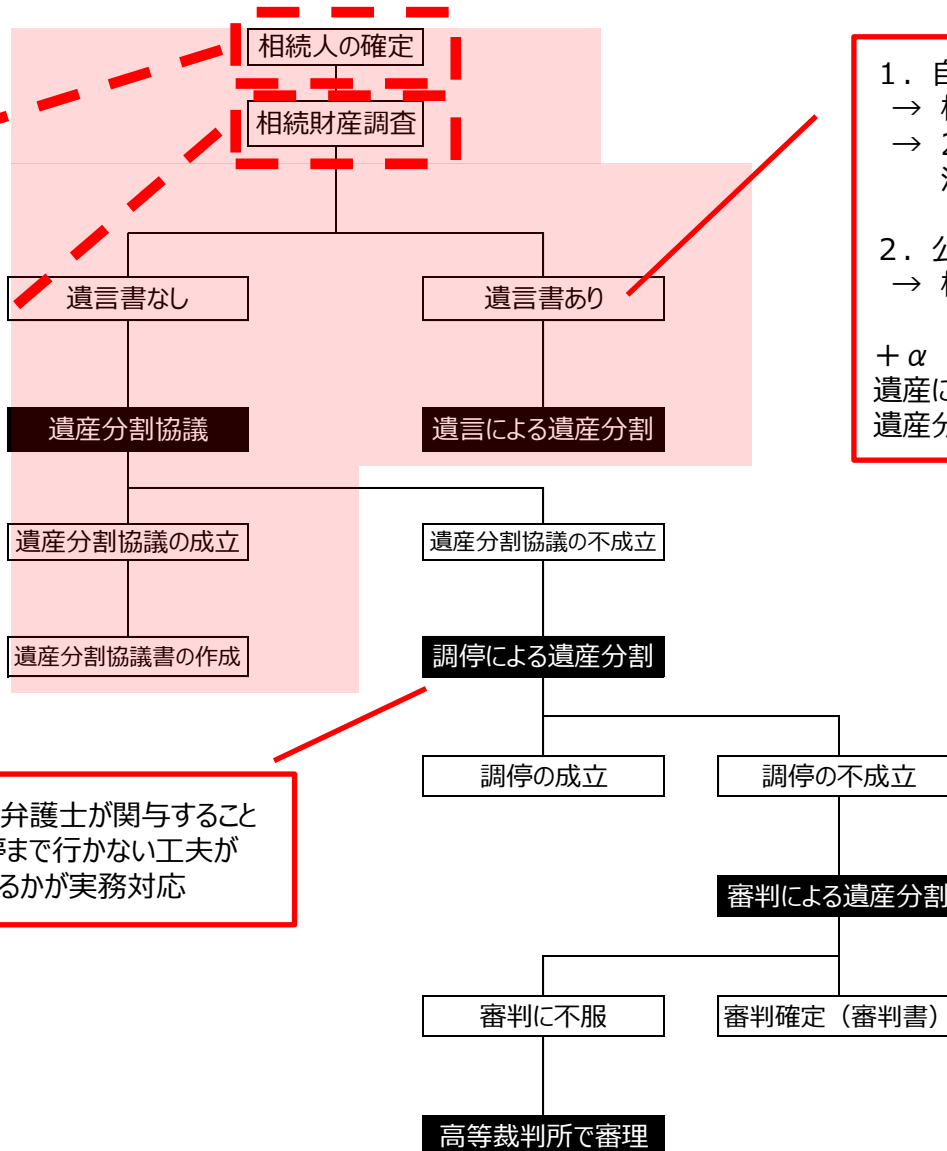 相続人の確定
相続財産調査
遺言書なし
遺言書あり
遺産分割協議
遺言による遺産分割
遺産分割協議の成立
遺産分割協議の不成立
遺産分割協議書の作成
調停による遺産分割
調停の成立
調停の不成立
審判による遺産分割
審判に不服
審判確定（審判書）
高等裁判所で審理
１．自
→
→ 2
２．公
→
＋α
遺産に
遺産分
弁護士が関与すること
まで行かない工夫が
るかが実務対応